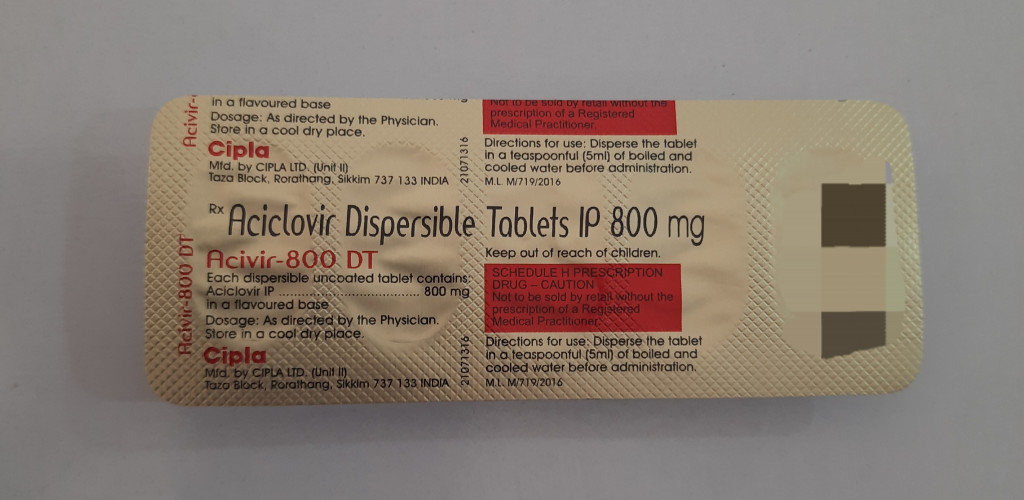 Acivir-
in a flavoured base
Dosage: As directed by the Physician.
Store in a cool dry place.
Cipla
Mfd. by CIPLA LTD. (Unit II)
Taza Block, Rorathang, Sikkim 737 133 INDIA
21071316
Not to be sold by retail without the
prescription of a Registered
Medical Practitioner.
Directions for use: Disperse the tablet
in a teaspoonful (5ml) of boiled and
cooled water before administration.
M.L. M/719/2016
Rx Aciclovir Dispersible Tablets IP 800 mg
Acivir-800 DT
Acivir-800 DT
Each dispersible uncoated tablet contains:
Aciclovir IP .................................... 800 mg
in a flavoured base
Dosage: As directed by the Physician.
Store in a cool dry place.
Cipla
Mfd. by CIPLA LTD. (Unit II)
Taza Block, Rorathang, Sikkim 737 133 INDIA
21071316
Keep out of reach of children.
SCHEDULE H PRESCRIPTION
DRUG – CAUTION
Not to be sold by retail without the
prescription of a Registered
Medical Practitioner.
Directions for use: Disperse the tablet
in a teaspoonful (5ml) of boiled and
cooled water before administration.
M.L. M/719/2016